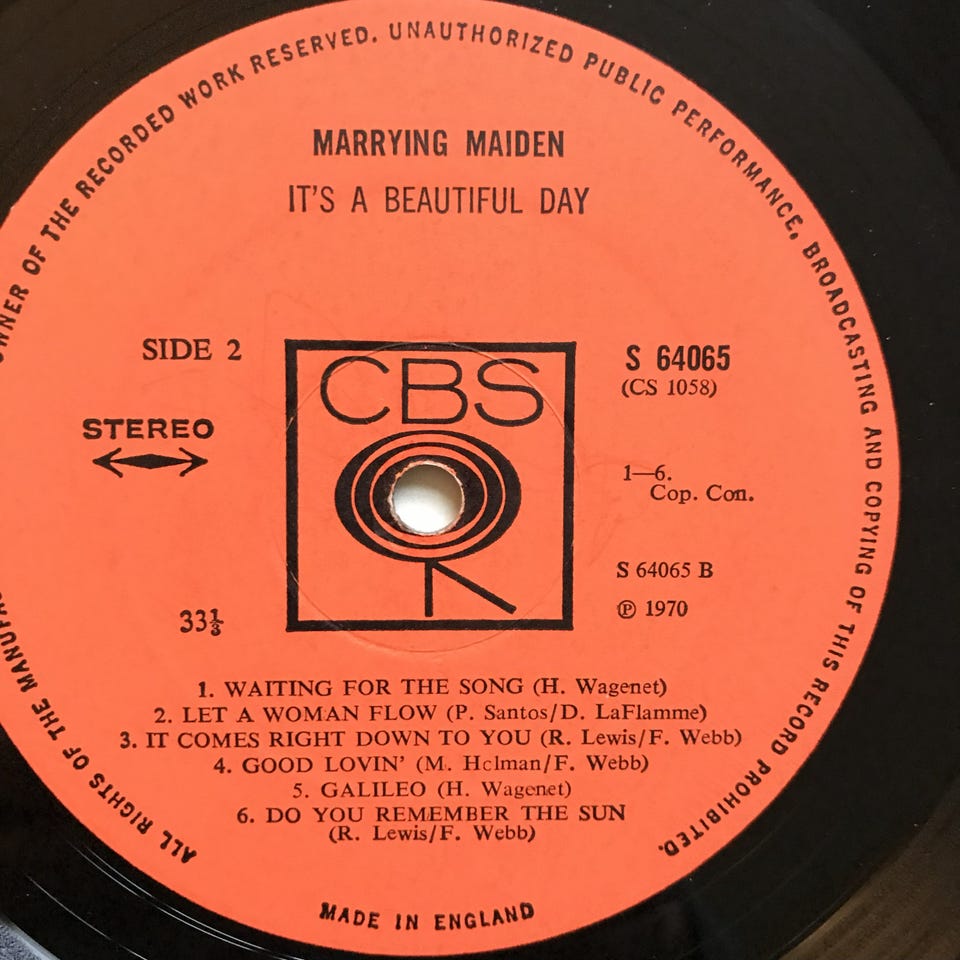 ALL RIGHTS OF THE MANUFAC
OWNER OF THE RECORDED WORK RESERVED. UNAUTHORIZED PUBLIC PERFORMANCE, BROADCASTING AND COPYING OF THIS RECORD PROHIBITED.
MARRYING MAIDEN
IT'S A BEAUTIFUL DAY
SIDE 2
STEREO
33⅓
CBS
S 64065
(CS 1058)
1—6.
Cop. Con.
S 64065 B
℗ 1970
1. WAITING FOR THE SONG (H. Wagenet)
2. LET A WOMAN FLOW (P. Santos/D. LaFlamme)
3. IT COMES RIGHT DOWN TO YOU (R. Lewis/F. Webb)
4. GOOD LOVIN' (M. Holman/F. Webb)
5. GALILEO (H. Wagenet)
6. DO YOU REMEMBER THE SUN
(R. Lewis/F. Webb)
MADE IN ENGLAND